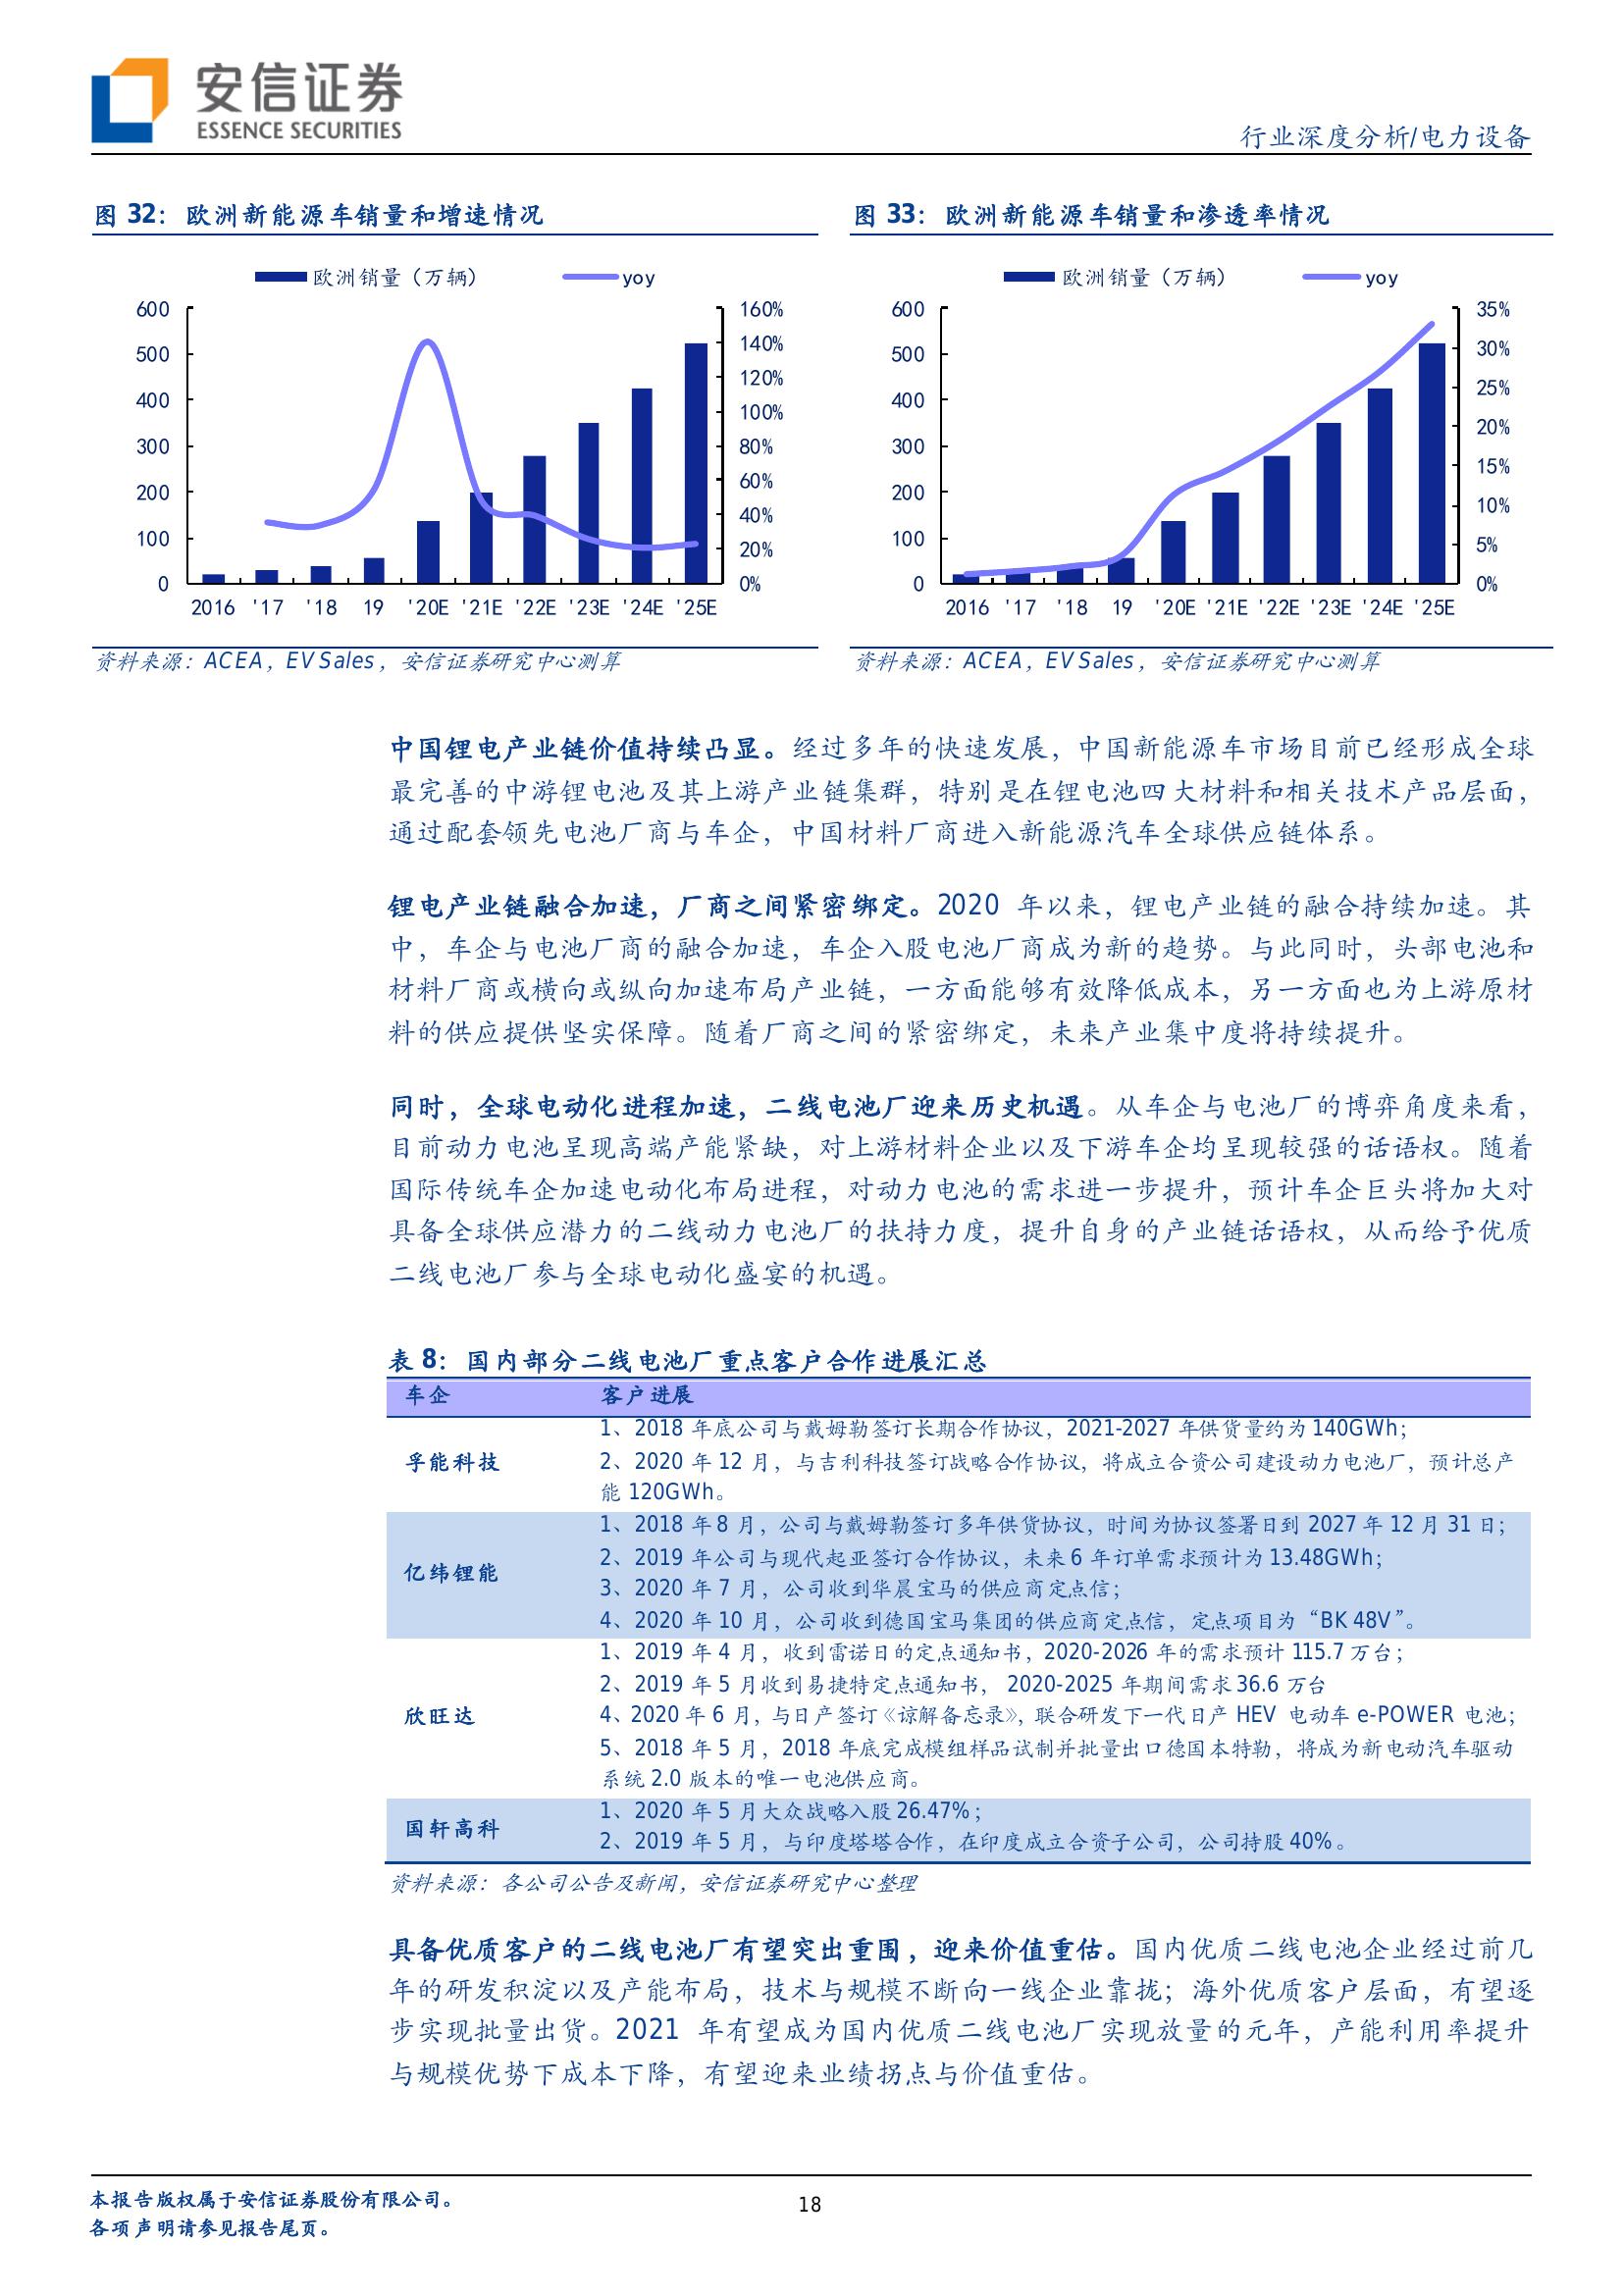 安信证券
ESSENCE SECURITIES
行业深度分析/电力设备
图 32：欧洲新能源车销量和增速情况
欧洲销量（万辆）
yoy
600
500
400
300
200
100
0
160%
140%
120%
100%
80%
60%
40%
20%
0%
2016 '17 '18 19 '20E '21E '22E '23E '24E '25E
资料来源：ACEA，EV Sales，安信证券研究中心测算
图 33：欧洲新能源车销量和渗透率情况
欧洲销量（万辆）
yoy
600
500
400
300
200
100
0
35%
30%
25%
20%
15%
10%
5%
0%
2016 '17 '18 19 '20E '21E '22E '23E '24E '25E
资料来源：ACEA，EV Sales，安信证券研究中心测算
中国锂电产业链价值持续凸显。经过多年的快速发展，中国新能源车市场目前已经形成全球
最完善的中游锂电池及其上游产业链集群，特别是在锂电池四大材料和相关技术产品层面，
通过配套领先电池厂商与车企，中国材料厂商进入新能源汽车全球供应链体系。
锂电产业链融合加速，厂商之间紧密绑定。2020 年以来，锂电产业链的融合持续加速。其
中，车企与电池厂商的融合加速，车企入股电池厂商成为新的趋势。与此同时，头部电池和
材料厂商或横向或纵向加速布局产业链，一方面能够有效降低成本，另一方面也为上游原材
料的供应提供坚实保障。随着厂商之间的紧密绑定，未来产业集中度将持续提升。
同时，全球电动化进程加速，二线电池厂迎来历史机遇。从车企与电池厂的博弈角度来看，
目前动力电池呈现高端产能紧缺，对上游材料企业以及下游车企均呈现较强的话语权。随着
国际传统车企加速电动化布局进程，对动力电池的需求进一步提升，预计车企巨头将加大对
具备全球供应潜力的二线动力电池厂的扶持力度，提升自身的产业链话语权，从而给予优质
二线电池厂参与全球电动化盛宴的机遇。
表 8：国内部分二线电池厂重点客户合作进展汇总
车企 客户进展
孚能科技
1、2018 年底公司与戴姆勒签订长期合作协议，2021-2027 年供货量约为 140GWh；
2、2020 年 12 月，与吉利科技签订战略合作协议，将成立合资公司建设动力电池厂，预计总产
能 120GWh。
亿纬锂能
1、2018 年 8 月，公司与戴姆勒签订多年供货协议，时间为协议签署日到 2027 年 12 月 31 日；
2、2019 年公司与现代起亚签订合作协议，未来 6 年订单需求预计为 13.48GWh；
3、2020 年 7 月，公司收到华晨宝马的供应商定点信；
4、2020 年 10 月，公司收到德国宝马集团的供应商定点信，定点项目为“BK 48V”。
欣旺达
1、2019 年 4 月，收到雷诺日的定点通知书，2020-2026 年的需求预计 115.7 万台；
2、2019 年 5 月收到易捷特定点通知书， 2020-2025 年期间需求 36.6 万台
4、2020 年 6 月，与日产签订《谅解备忘录》，联合研发下一代日产 HEV 电动车 e-POWER 电池；
5、2018 年 5 月，2018 年底完成模组样品试制并批量出口德国本特勒，将成为新电动汽车驱动
系统 2.0 版本的唯一电池供应商。
国轩高科
1、2020 年 5 月大众战略入股 26.47%；
2、2019 年 5 月，与印度塔塔合作，在印度成立合资子公司，公司持股 40%。
资料来源：各公司公告及新闻，安信证券研究中心整理
具备优质客户的二线电池厂有望突出重围，迎来价值重估。国内优质二线电池企业经过前几
年的研发积淀以及产能布局，技术与规模不断向一线企业靠拢；海外优质客户层面，有望逐
步实现批量出货。2021 年有望成为国内优质二线电池厂实现放量的元年，产能利用率提升
与规模优势下成本下降，有望迎来业绩拐点与价值重估。
本报告版权属于安信证券股份有限公司。
各项声明请参见报告尾页。
18